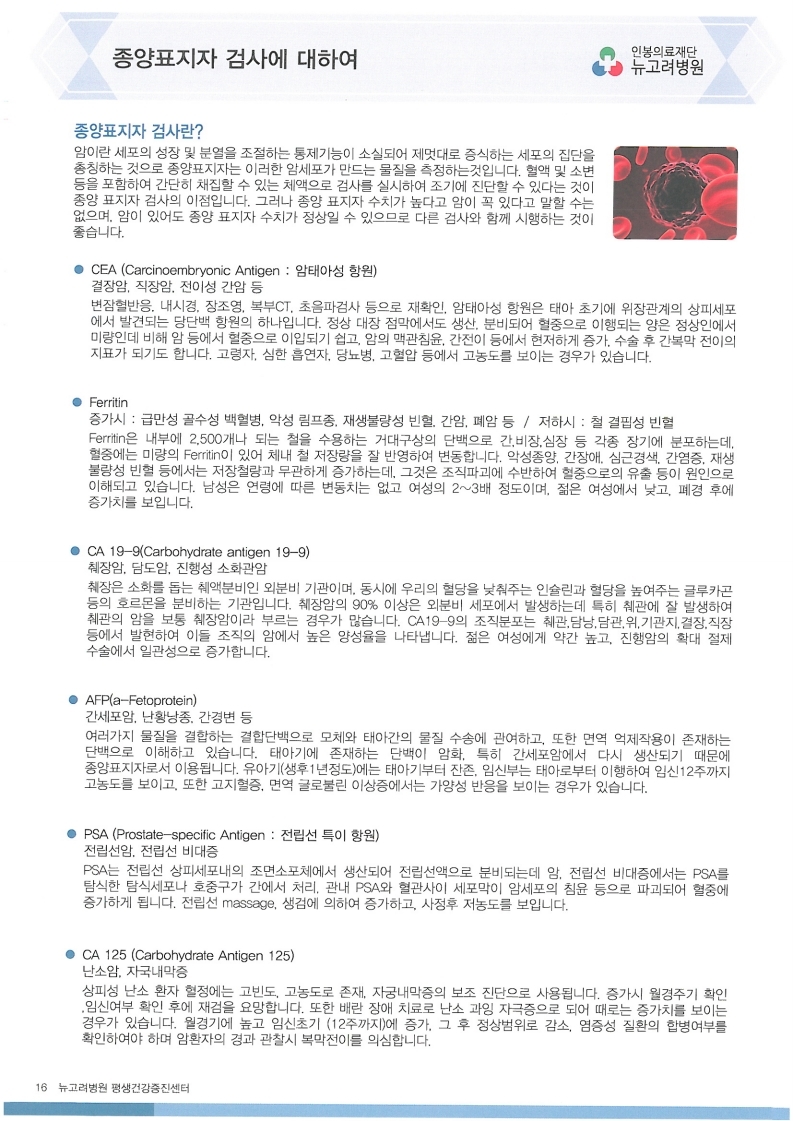 종양표지자 검사에 대하여
인봉의료재단
뉴고려병원
종양표지자 검사란?
암이란 세포의 성장 및 분열을 조절하는 통제기능이 소실되어 제멋대로 증식하는 세포의 집단을
총칭하는 것으로 종양표지자는 이러한 암세포가 만드는 물질을 측정하는것입니다. 혈액 및 소변
등을 포함하여 간단히 채집할 수 있는 체액으로 검사를 실시하여 조기에 진단할 수 있다는 것이
종양 표지자 검사의 이점입니다. 그러나 종양 표지자 수치가 높다고 암이 꼭 있다고 말할 수는
없으며, 암이 있어도 종양 표지자 수치가 정상일 수 있으므로 다른 검사와 함께 시행하는 것이
좋습니다.
● CEA (Carcinoembryonic Antigen : 암태아성 항원)
결장암, 직장암, 전이성 간암 등
변잠혈반응, 내시경, 장조영, 복부CT, 초음파검사 등으로 재확인, 암태아성 항원은 태아 초기에 위장관계의 상피세포
에서 발견되는 당단백 항원의 하나입니다. 정상 대장 점막에서도 생산, 분비되어 혈중으로 이행되는 양은 정상인에서
미량인데 비해 암 등에서 혈중으로 이입되기 쉽고, 암의 맥관침윤, 간전이 등에서 현저하게 증가, 수술 후 간복막 전이의
지표가 되기도 합니다. 고령자, 심한 흡연자, 당뇨병, 고혈압 등에서 고농도를 보이는 경우가 있습니다.
● Ferritin
증가시 : 급만성 골수성 백혈병, 악성 림프종, 재생불량성 빈혈, 간암, 폐암 등 / 저하시 : 철 결핍성 빈혈
Ferritin은 내부에 2,500개나 되는 철을 수용하는 거대구상의 단백으로 간,비장,심장 등 각종 장기에 분포하는데,
혈중에는 미량의 Ferritin이 있어 체내 철 저장량을 잘 반영하여 변동합니다. 악성종양, 간장애, 심근경색, 간염증, 재생
불량성 빈혈 등에서는 저장철량과 무관하게 증가하는데, 그것은 조직파괴에 수반하여 혈중으로의 유출 등이 원인으로
이해되고 있습니다. 남성은 연령에 따른 변동치는 없고 여성의 2~3배 정도이며, 젊은 여성에서 낮고, 폐경 후에
증가치를 보입니다.
● CA 19-9(Carbohydrate antigen 19-9)
췌장암, 담도암, 진행성 소화관암
췌장은 소화를 돕는 췌액분비인 외분비 기관이며, 동시에 우리의 혈당을 낮춰주는 인슐린과 혈당을 높여주는 글루카곤
등의 호르몬을 분비하는 기관입니다. 췌장암의 90% 이상은 외분비 세포에서 발생하는데 특히 췌관에 잘 발생하여
췌관의 암을 보통 췌장암이라 부르는 경우가 많습니다. CA19-9의 조직분포는 췌관,담낭,담관,위,기관지,결장,직장
등에서 발현하여 이들 조직의 암에서 높은 양성율을 나타냅니다. 젊은 여성에게 약간 높고, 진행암의 확대 절제
수술에서 일관성으로 증가합니다.
● AFP(a-Fetoprotein)
간세포암, 난황낭종, 간경변 등
여러가지 물질을 결합하는 결합단백으로 모체와 태아간의 물질 수송에 관여하고, 또한 면역 억제작용이 존재하는
단백으로 이해하고 있습니다. 태아기에 존재하는 단백이 암화, 특히 간세포암에서 다시 생산되기 때문에
종양표지자로서 이용됩니다. 유아기(생후1년정도)에는 태아기부터 잔존, 임신부는 태아로부터 이행하여 임신12주까지
고농도를 보이고, 또한 고지혈증, 면역 글로불린 이상증에서는 가양성 반응을 보이는 경우가 있습니다.
● PSA (Prostate-specific Antigen : 전립선 특이 항원)
전립선암, 전립선 비대증
PSA는 전립선 상피세포내의 조면소포체에서 생산되어 전립선액으로 분비되는데 암, 전립선 비대증에서는 PSA를
탐식한 탐식세포나 호중구가 간에서 처리, 관내 PSA와 혈관사이 세포막이 암세포의 침윤 등으로 파괴되어 혈중에
증가하게 됩니다. 전립선 massage, 생검에 의하여 증가하고, 사정후 저농도를 보입니다.
● CA 125 (Carbohydrate Antigen 125)
난소암, 자국내막증
상피성 난소 환자 혈정에는 고빈도, 고농도로 존재, 자궁내막증의 보조 진단으로 사용됩니다. 증가시 월경주기 확인
,임신여부 확인 후에 재검을 요망합니다. 또한 배란 장애 치료로 난소 과잉 자극증으로 되어 때로는 증가치를 보이는
경우가 있습니다. 월경기에 높고 임신초기 (12주까지)에 증가, 그 후 정상범위로 감소, 염증성 질환의 합병여부를
확인하여야 하며 암환자의 경과 관찰시 복막전이를 의심합니다.
16 뉴고려병원 평생건강증진센터